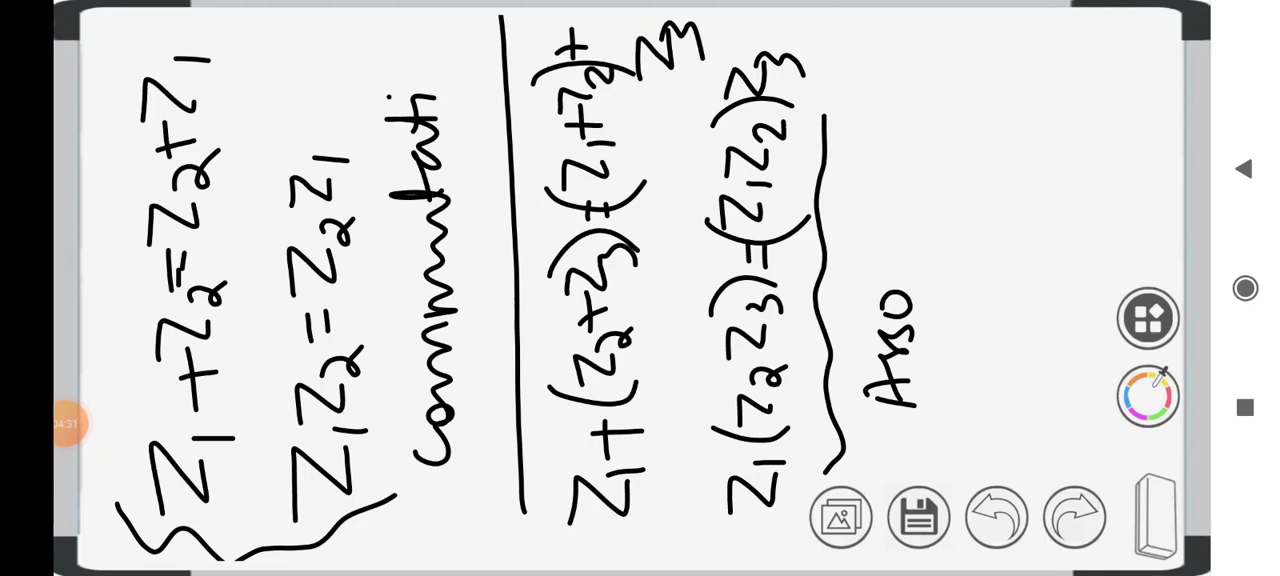 Z₁ + Z₂ = Z₂ + Z₁
Z₁Z₂ = Z₂Z₁
commutati
Z₁ + (Z₂ + Z₃) = (Z₁ + Z₂) +
Z₃
Z₁(Z₂Z₃) = (Z₁Z₂)Z₃
Asso
04:31